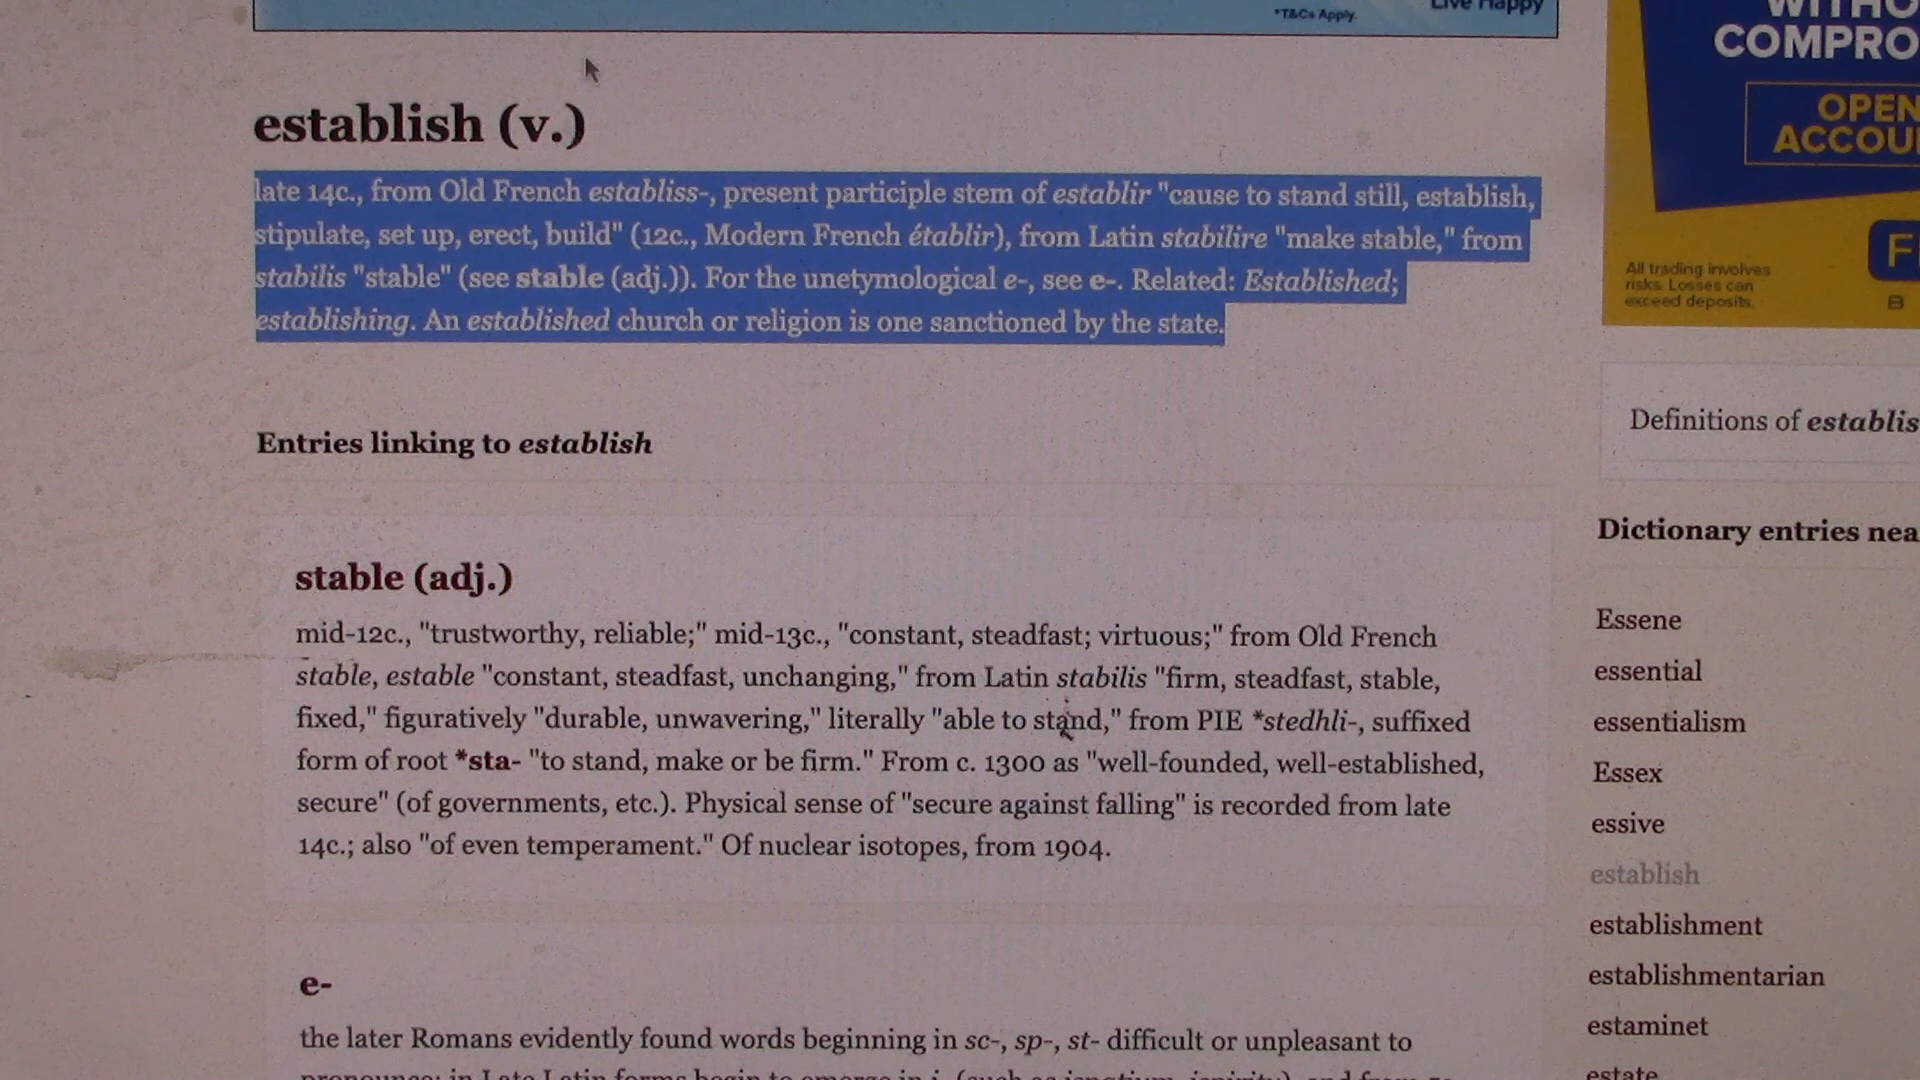 *T&Cs Apply.
Live Happy
establish (v.)
late 14c., from Old French establiss-, present participle stem of establir "cause to stand still, establish,
stipulate, set up, erect, build" (12c., Modern French établir), from Latin stabilire "make stable," from
stabilis "stable" (see stable (adj.)). For the unetymological e-, see e-. Related: Established;
establishing. An established church or religion is one sanctioned by the state.
Entries linking to establish
stable (adj.)
mid-12c., "trustworthy, reliable;" mid-13c., "constant, steadfast; virtuous;" from Old French
stable, estable "constant, steadfast, unchanging," from Latin stabilis "firm, steadfast, stable,
fixed," figuratively "durable, unwavering," literally "able to stand," from PIE *stedhli-, suffixed
form of root *sta- "to stand, make or be firm." From c. 1300 as "well-founded, well-established,
secure" (of governments, etc.). Physical sense of "secure against falling" is recorded from late
14c.; also "of even temperament." Of nuclear isotopes, from 1904.
e-
the later Romans evidently found words beginning in sc-, sp-, st- difficult or unpleasant to
WITHO
COMPRO
OPEN
ACCOU
F
All trading involves
risks. Losses can
exceed deposits.
B
Definitions of establis
Dictionary entries nea
Essene
essential
essentialism
Essex
essive
establish
establishment
establishmentarian
estaminet
estate